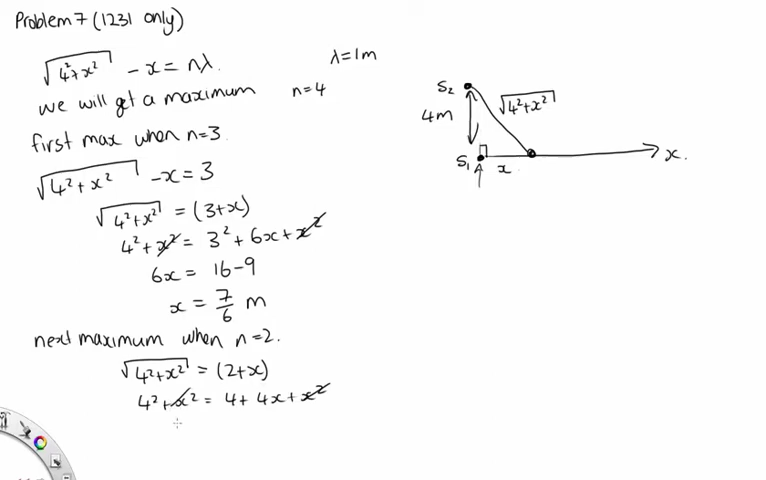 Problem 7 (1231 only)
√(4²+x²) - x = nλ.
λ=1m
we will get a maximum n=4
first max when n=3.
√(4²+x²) -x = 3
√(4²+x²) = (3+x)
4²+x² = 3²+6x+x²
6x = 16-9
x = 7/6 m
next maximum when n=2.
√(4²+x²) = (2+x)
4²+x² = 4+4x+x²
S₂
√(4²+x²)
4m
S₁ A x
x.